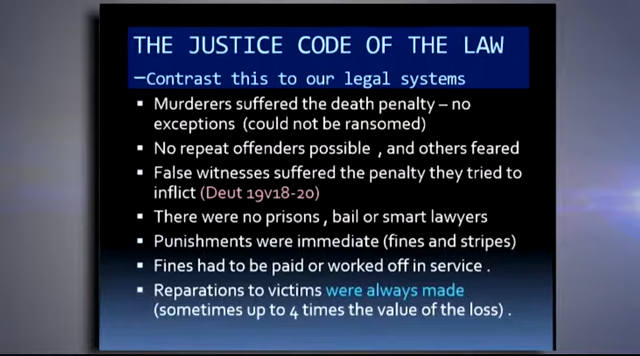 THE JUSTICE CODE OF THE LAW
–Contrast this to our legal systems
▪ Murderers suffered the death penalty – no
exceptions (could not be ransomed)
▪ No repeat offenders possible , and others feared
▪ False witnesses suffered the penalty they tried to
inflict (Deut 19v18-20)
▪ There were no prisons , bail or smart lawyers
▪ Punishments were immediate (fines and stripes)
▪ Fines had to be paid or worked off in service .
▪ Reparations to victims were always made
(sometimes up to 4 times the value of the loss) .